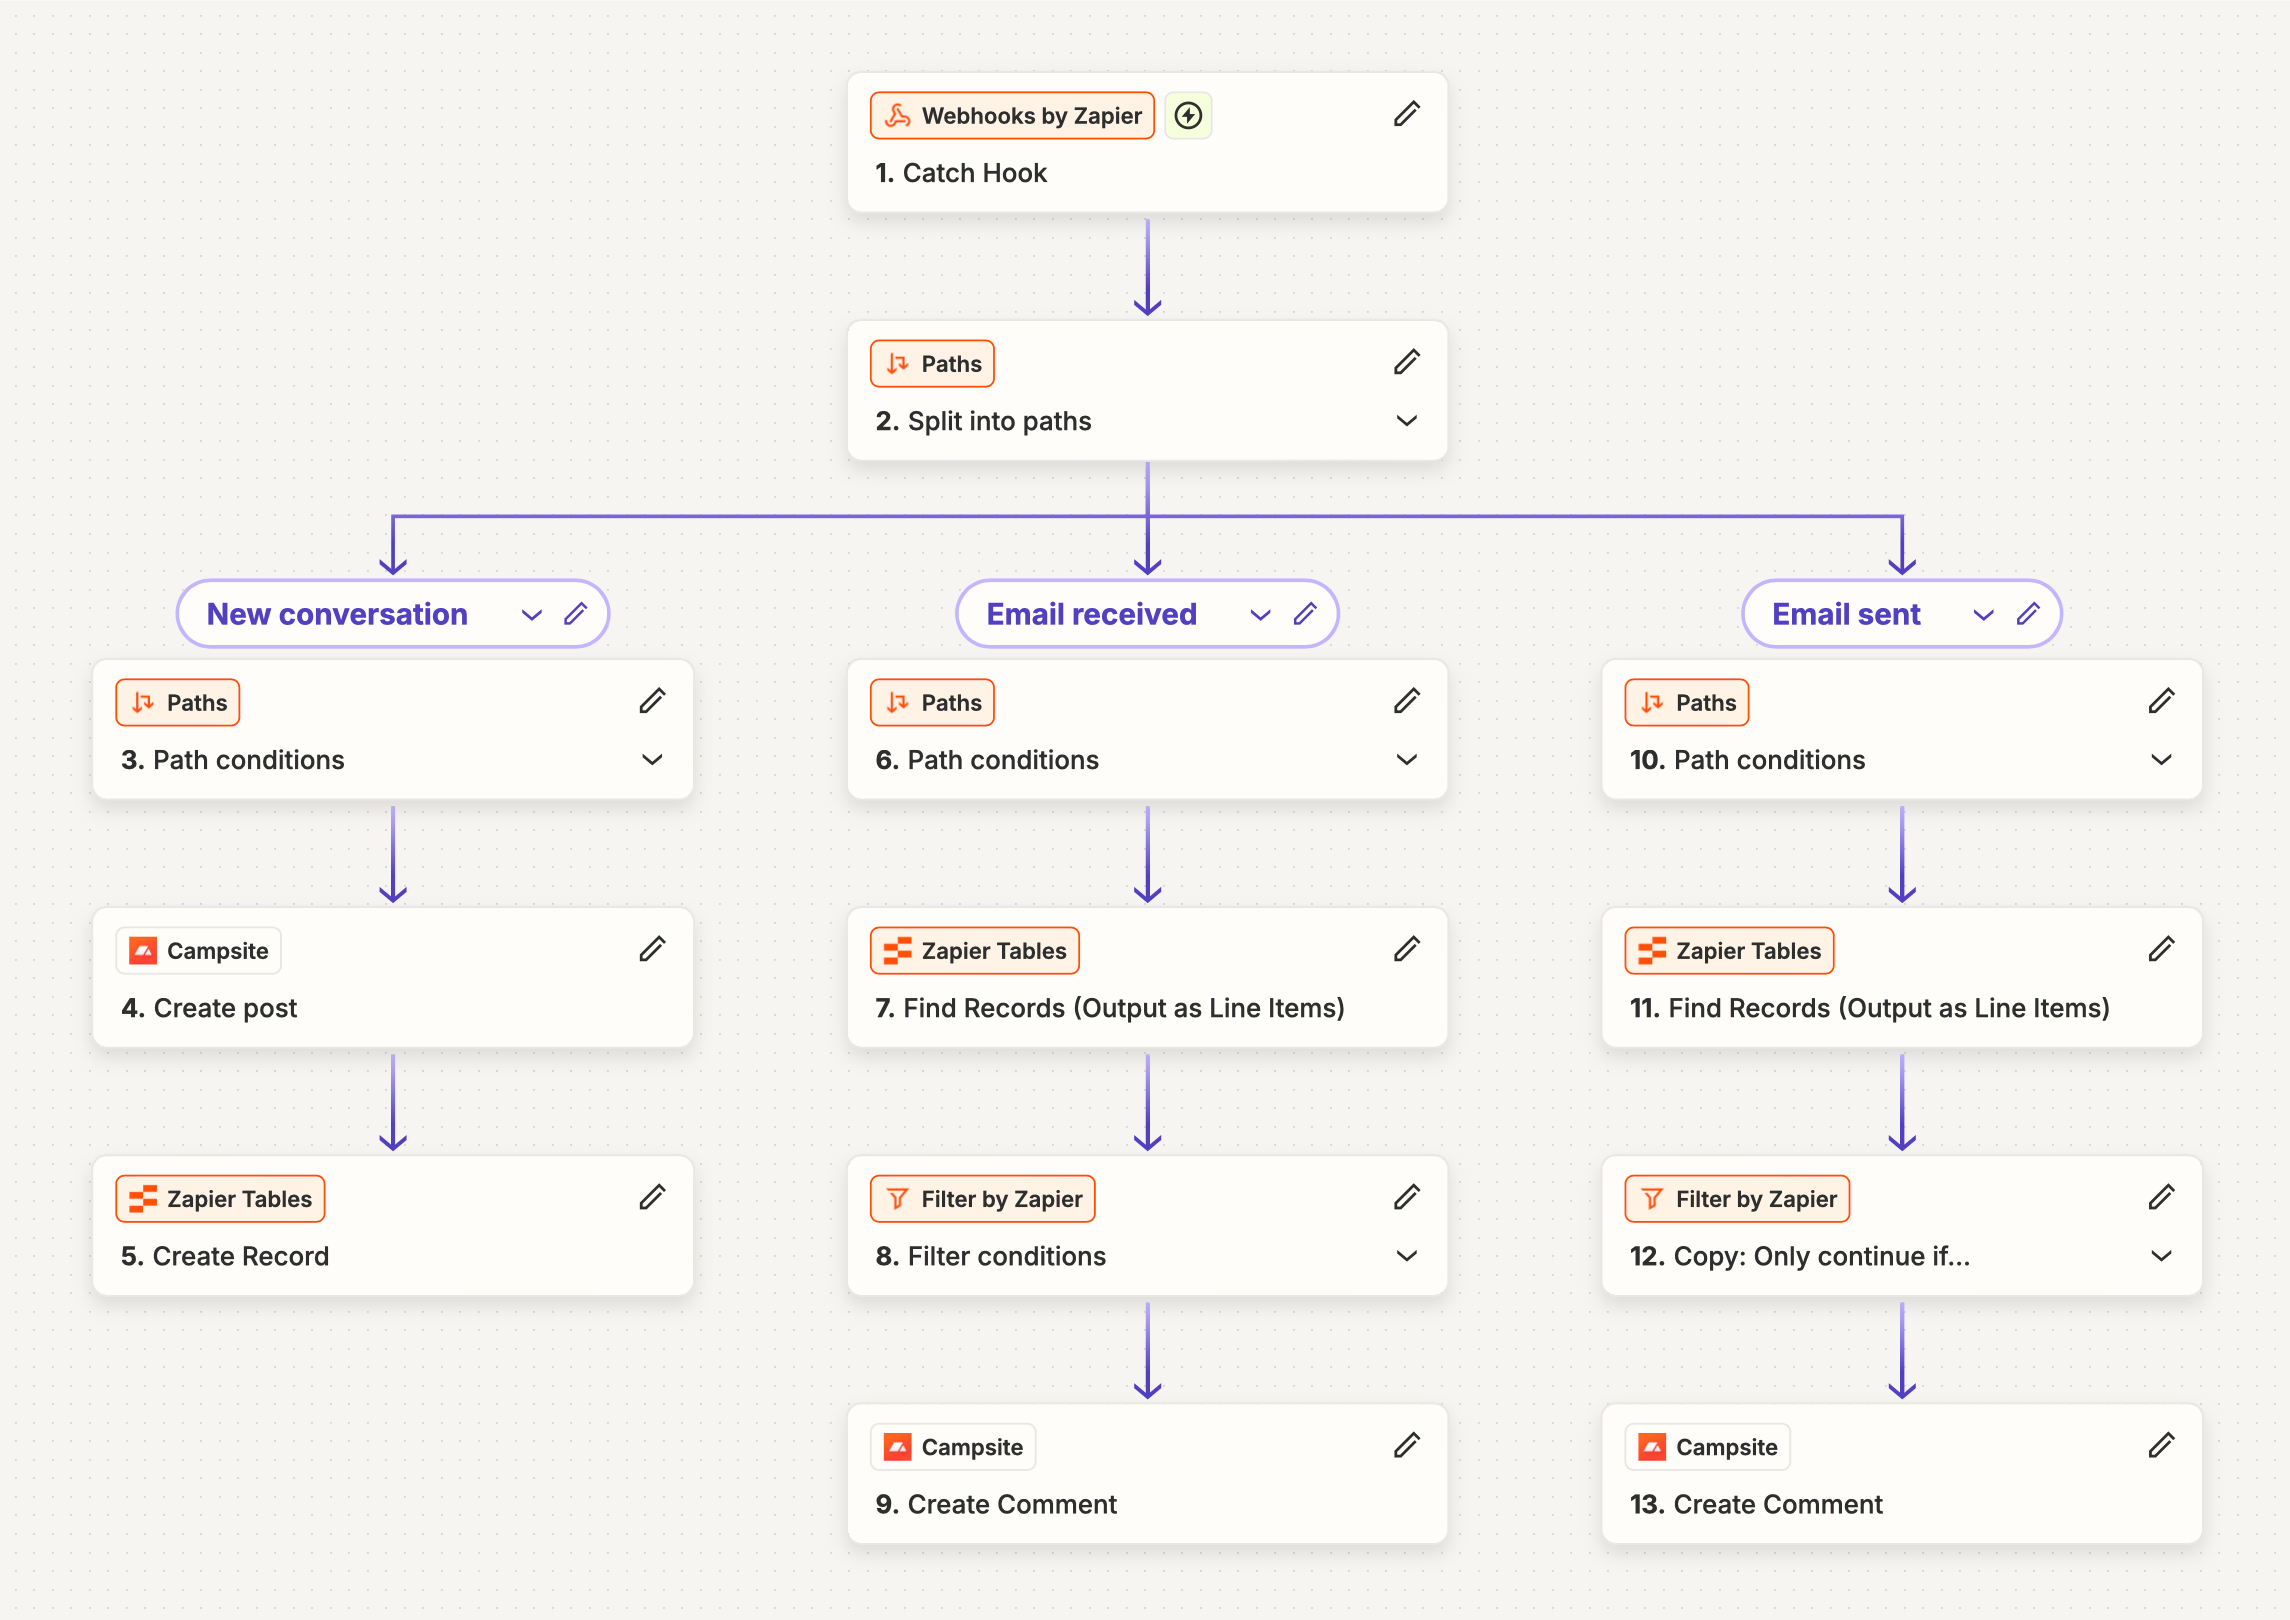 Webhooks by Zapier
1. Catch Hook
Paths
2. Split into paths
New conversation
Paths
3. Path conditions
Campsite
4. Create post
Zapier Tables
5. Create Record
Email received
Paths
6. Path conditions
Zapier Tables
7. Find Records (Output as Line Items)
Filter by Zapier
8. Filter conditions
Campsite
9. Create Comment
Email sent
Paths
10. Path conditions
Zapier Tables
11. Find Records (Output as Line Items)
Filter by Zapier
12. Copy: Only continue if...
Campsite
13. Create Comment